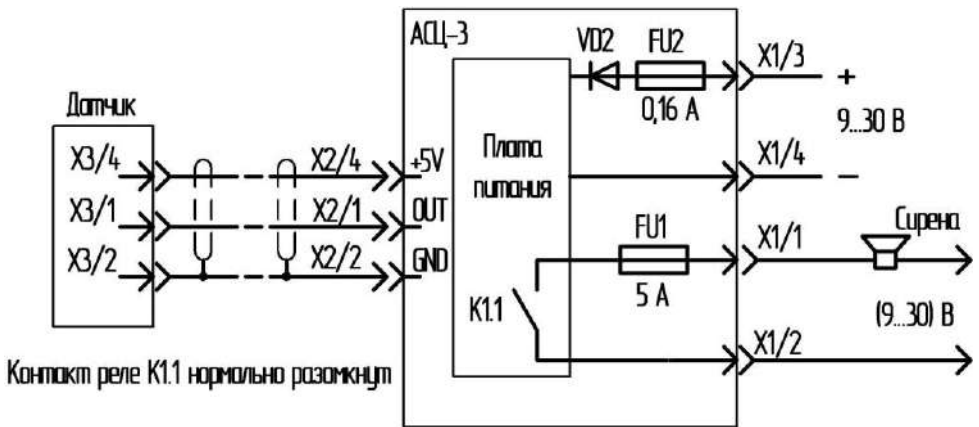 АСЦ-3
VD2
FU2
X1/3
+
0,16 А
9...30 В
Датчик
X3/4
X2/4
+5V
Плата
питания
X1/4
–
X3/1
X2/1
OUT
FU1
X1/1
Сирена
X3/2
X2/2
GND
5 А
K1.1
(9...30) В
X1/2
Контакт реле K1.1 нормально разомкнут